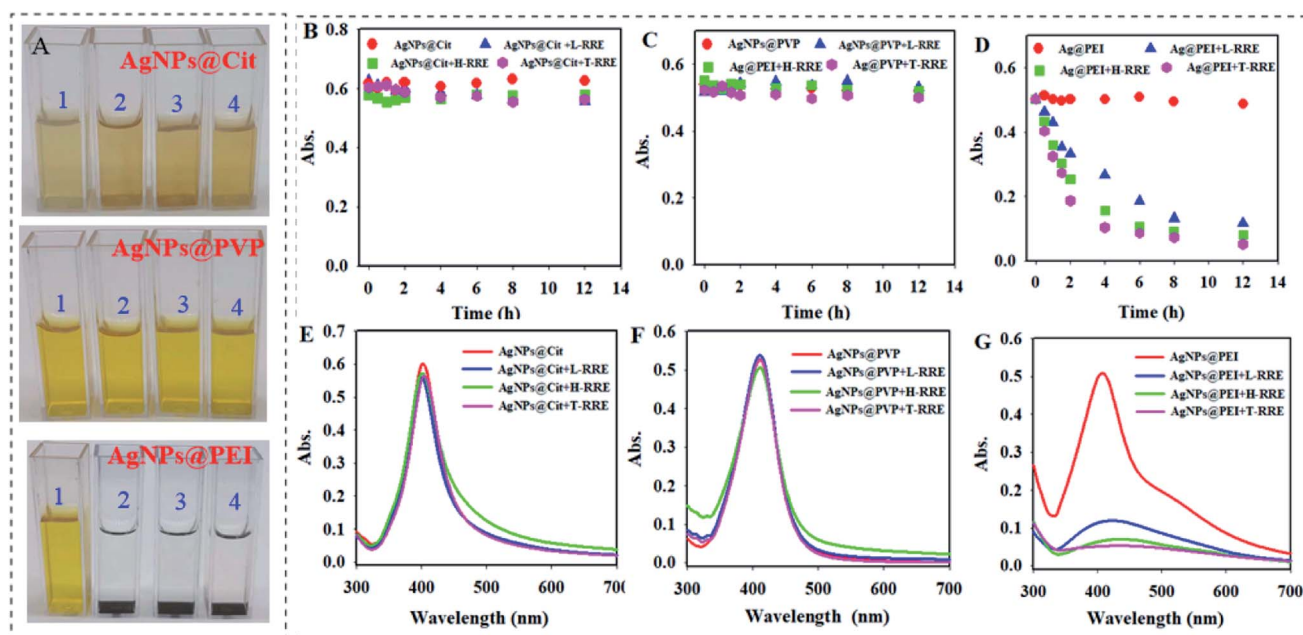 A
AgNPs@Cit
1 2 3 4
AgNPs@PVP
1 2 3 4
AgNPs@PEI
1 2 3 4
B
AgNPs@Cit
AgNPs@Cit +L-RRE
AgNPs@Cit+H-RRE
AgNPs@Cit+T-RRE
Abs.
0.8
0.6
0.4
0.2
0.0
0 2 4 6 8 10 12 14
Time (h)
C
AgNPs@PVP
AgNPs@PVP+L-RRE
Ag@PEI+H-RRE
Ag@PVP+T-RRE
Abs.
0.6
0.4
0.2
0.0
0 2 4 6 8 10 12 14
Time (h)
D
Ag@PEI
Ag@PEI+L-RRE
Ag@PEI+H-RRE
Ag@PEI+T-RRE
Abs.
0.6
0.4
0.2
0.0
0 2 4 6 8 10 12 14
Time (h)
E
AgNPs@Cit
AgNPs@Cit+L-RRE
AgNPs@Cit+H-RRE
AgNPs@Cit+T-RRE
Abs.
0.7
0.6
0.5
0.4
0.3
0.2
0.1
0.0
300 400 500 600 700
Wavelength (nm)
F
AgNPs@PVP
AgNPs@PVP+L-RRE
AgNPs@PVP+H-RRE
AgNPs@PVP+T-RRE
Abs.
0.6
0.5
0.4
0.3
0.2
0.1
0.0
300 400 500 600 700
Wavelength (nm)
G
AgNPs@PEI
AgNPs@PEI+L-RRE
AgNPs@PEI+H-RRE
AgNPs@PEI+T-RRE
Abs.
0.6
0.5
0.4
0.3
0.2
0.1
0.0
300 400 500 600 700
Wavelength (nm)